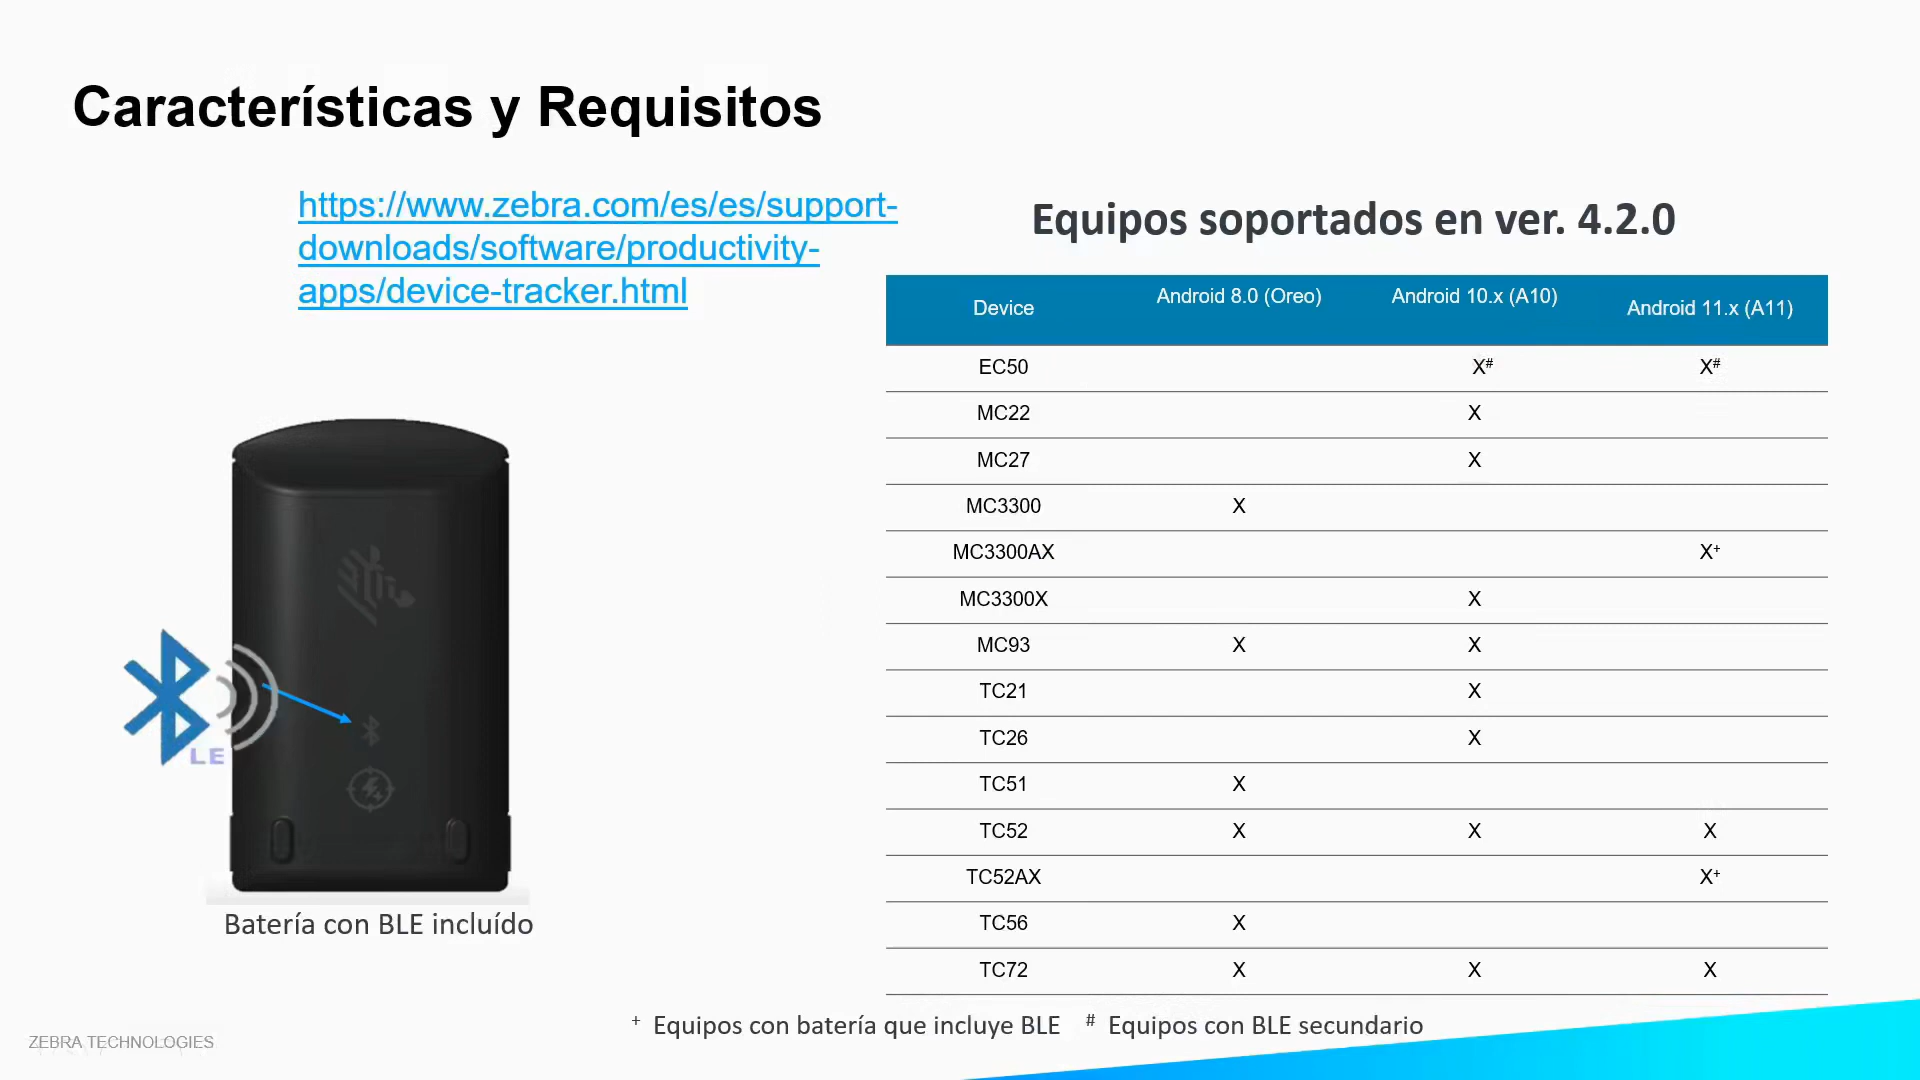 Características y Requisitos
https://www.zebra.com/es/es/support-
downloads/software/productivity-
apps/device-tracker.html
LE
Batería con BLE incluído
Equipos soportados en ver. 4.2.0
Device Android 8.0 (Oreo) Android 10.x (A10) Android 11.x (A11)
EC50 X# X#
MC22 X
MC27 X
MC3300 X
MC3300AX X+
MC3300X X
MC93 X X
TC21 X
TC26 X
TC51 X
TC52 X X X
TC52AX X+
TC56 X
TC72 X X X
+ Equipos con batería que incluye BLE # Equipos con BLE secundario
ZEBRA TECHNOLOGIES